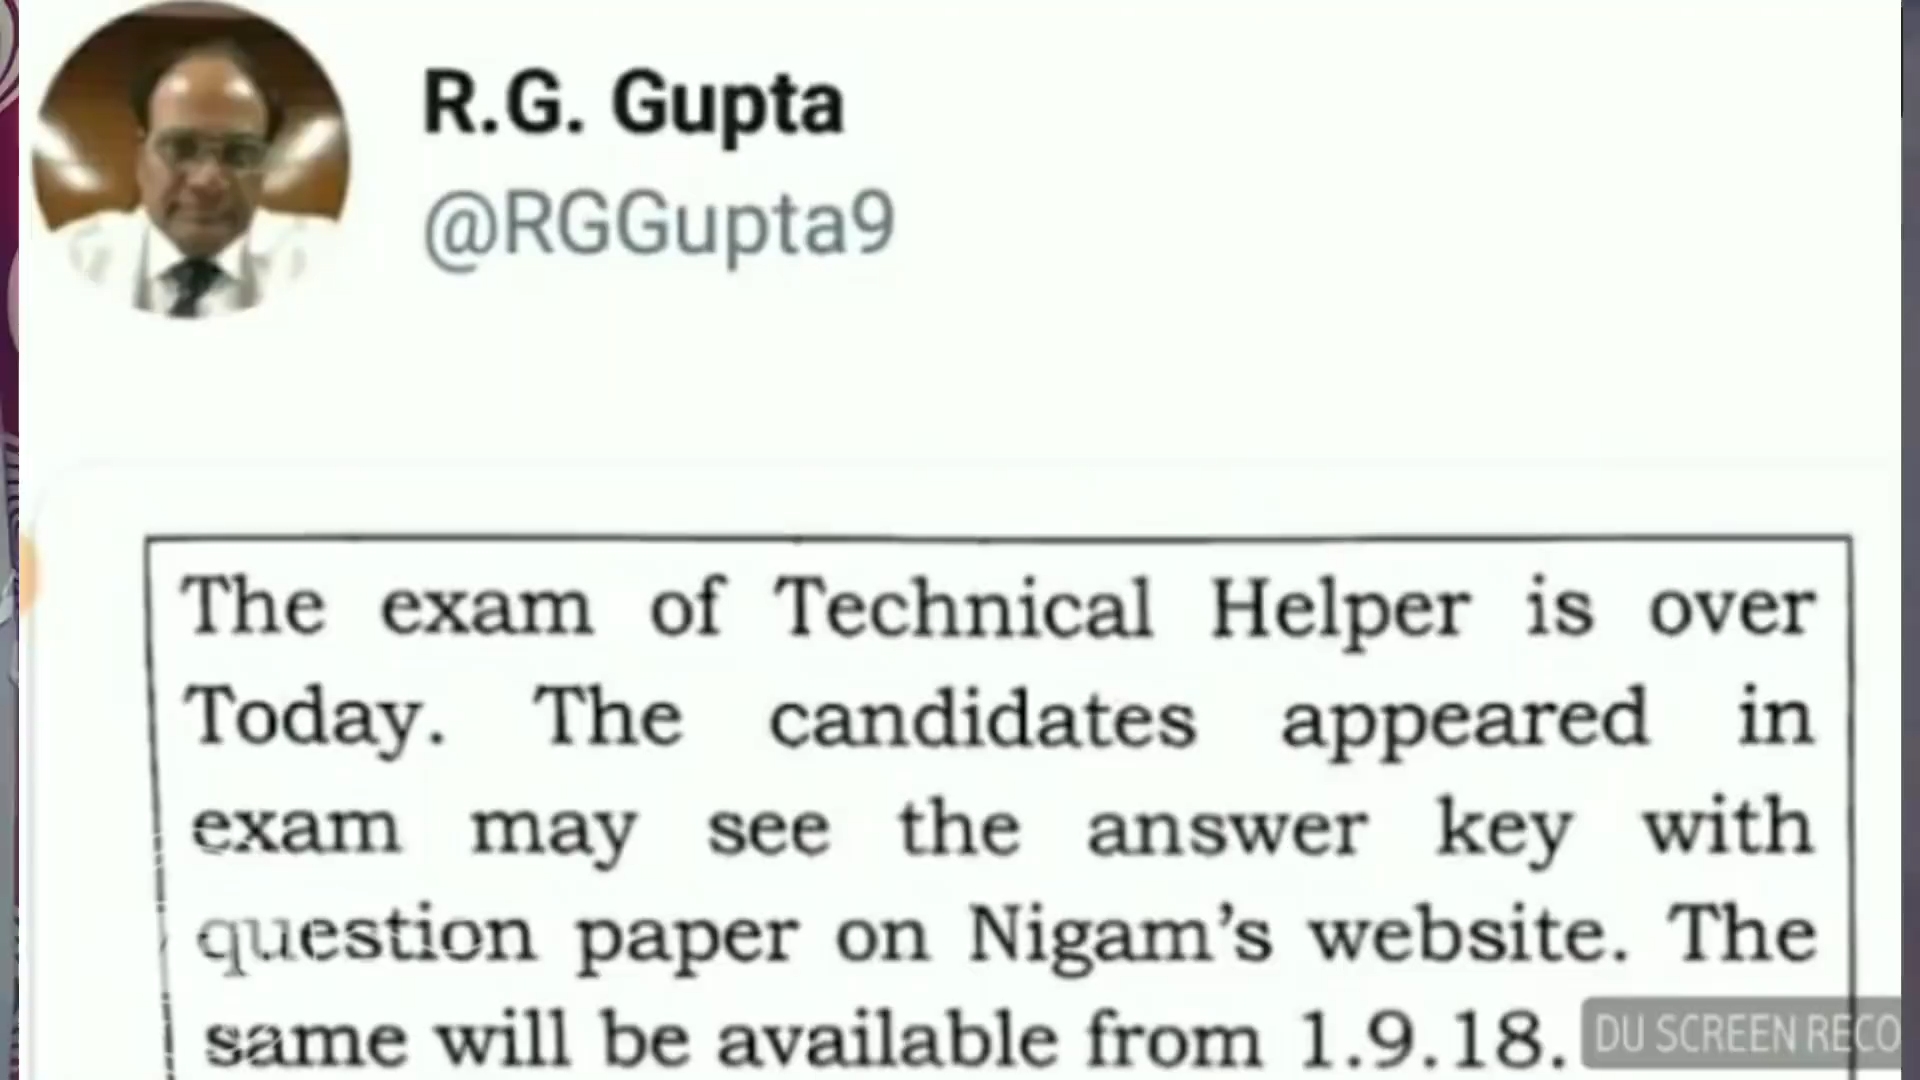 R.G. Gupta
@RGGupta9
The exam of Technical Helper is over
Today. The candidates appeared in
exam may see the answer key with
question paper on Nigam's website. The
same will be available from 1.9.18.
DU SCREEN RECO